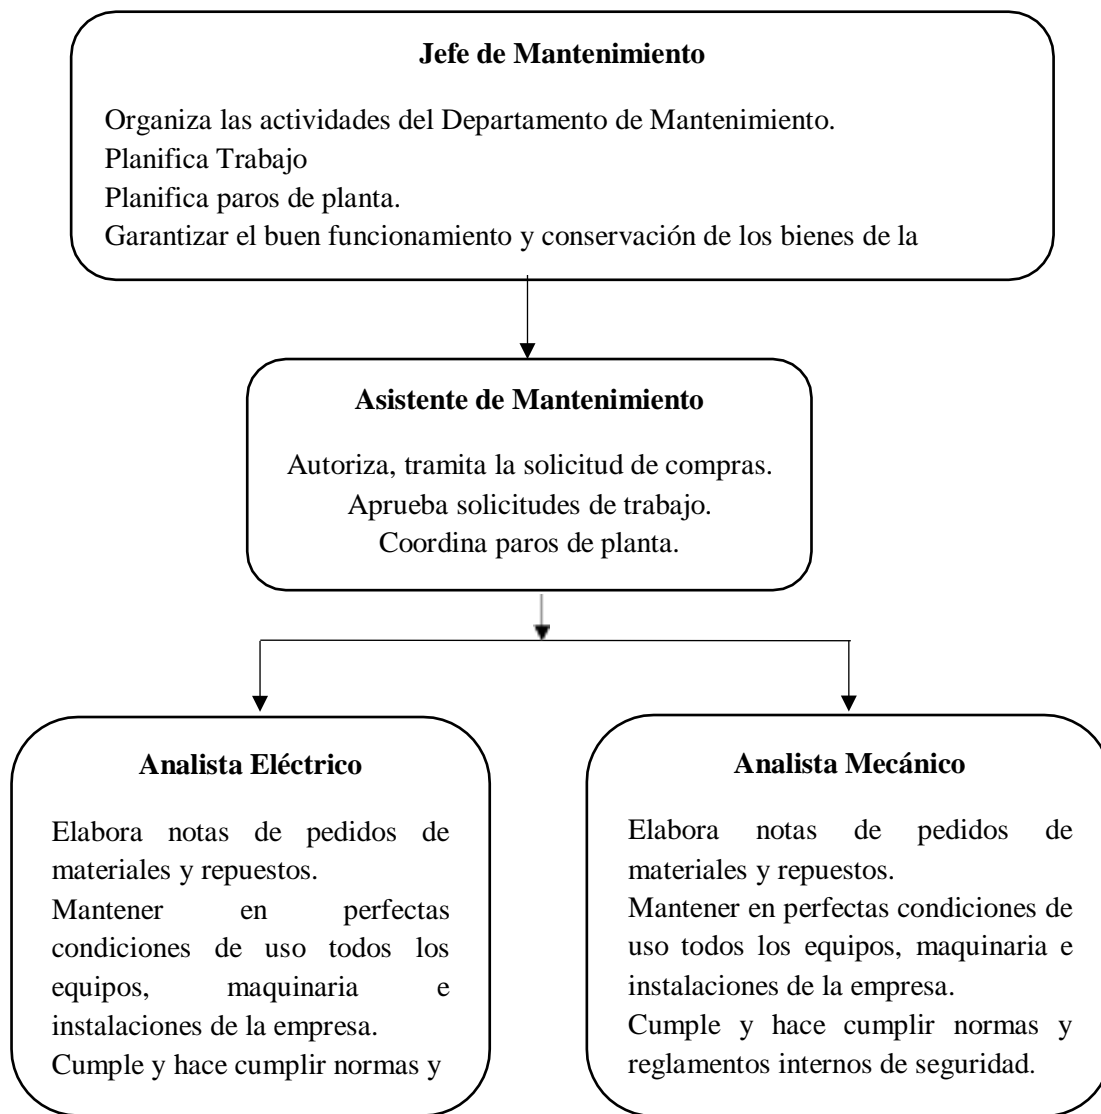 Jefe de Mantenimiento
Organiza las actividades del Departamento de Mantenimiento.
Planifica Trabajo
Planifica paros de planta.
Garantizar el buen funcionamiento y conservación de los bienes de la
Asistente de Mantenimiento
Autoriza, tramita la solicitud de compras.
Aprueba solicitudes de trabajo.
Coordina paros de planta.
Analista Eléctrico
Elabora notas de pedidos de
materiales y repuestos.
Mantener en perfectas
condiciones de uso todos los
equipos, maquinaria e
instalaciones de la empresa.
Cumple y hace cumplir normas y
Analista Mecánico
Elabora notas de pedidos de
materiales y repuestos.
Mantener en perfectas condiciones de
uso todos los equipos, maquinaria e
instalaciones de la empresa.
Cumple y hace cumplir normas y
reglamentos internos de seguridad.